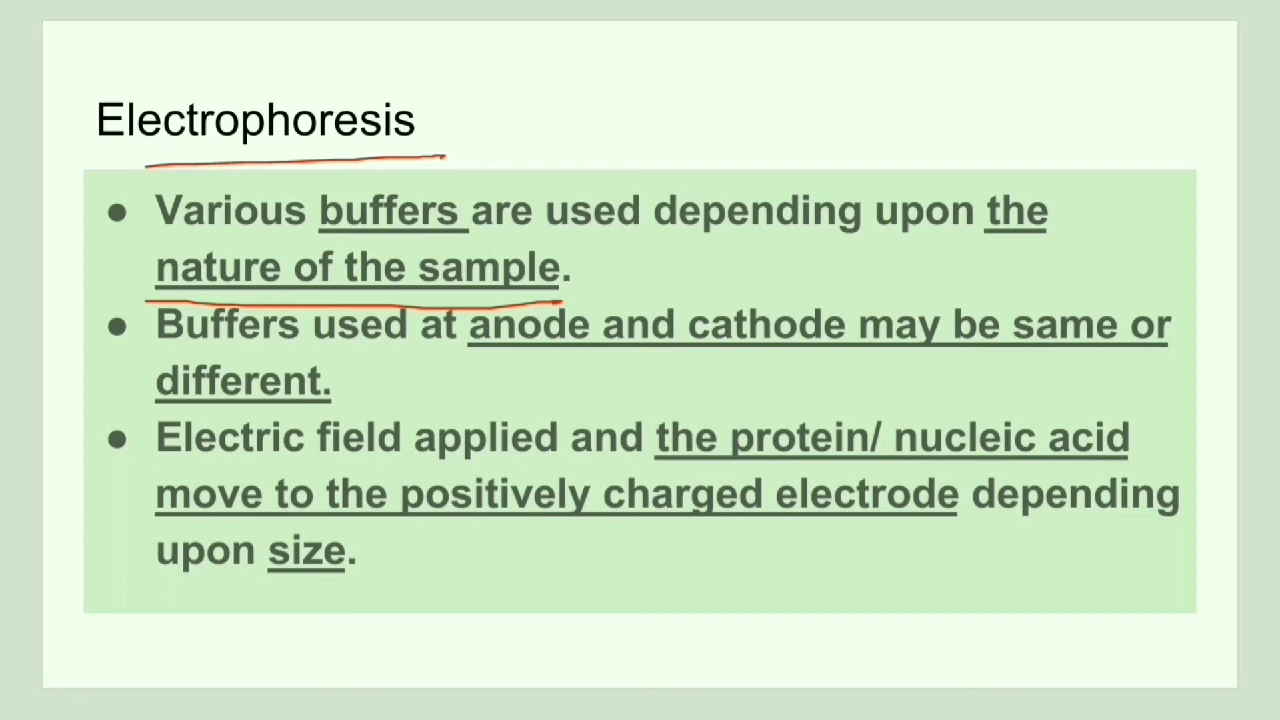 Electrophoresis
● Various buffers are used depending upon the
nature of the sample.
● Buffers used at anode and cathode may be same or
different.
● Electric field applied and the protein/ nucleic acid
move to the positively charged electrode depending
upon size.